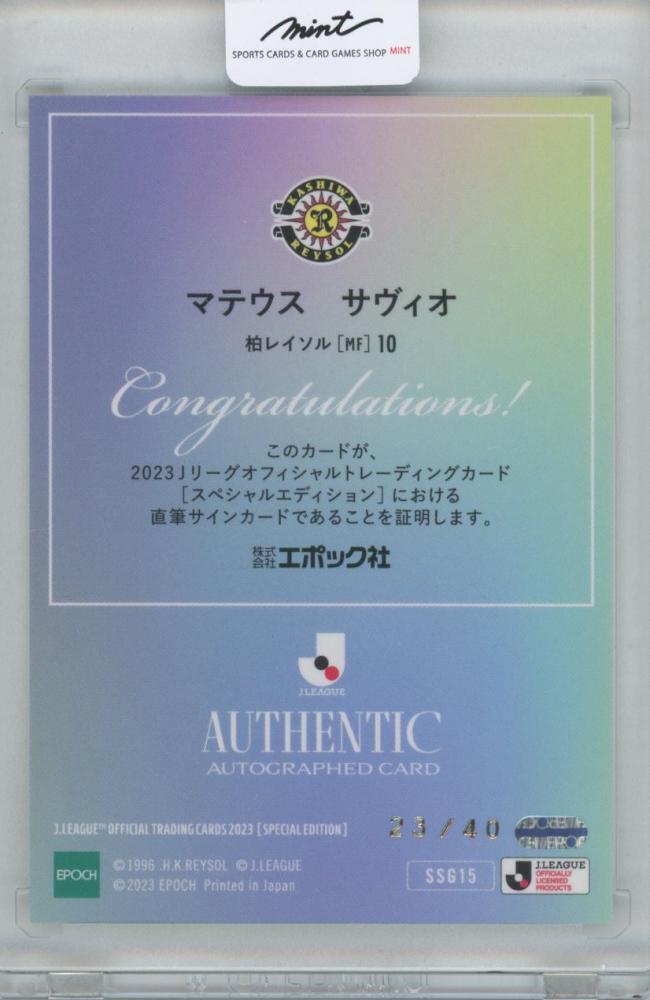 mint
SPORTS CARDS & CARD GAMES SHOP MINT
KASHIWA
R
REYSOL
マテウス　サヴィオ
柏レイソル [MF] 10
Congratulations!
このカードが、
2023 Jリーグオフィシャルトレーディングカード
[スペシャルエディション]における
直筆サインカードであることを証明します。
株式会社エポック社
J.LEAGUE
AUTHENTIC
AUTOGRAPHED CARD
J.LEAGUE™ OFFICIAL TRADING CARDS 2023 [SPECIAL EDITION]
23/40
EPOCH
©1996 .H.K.REYSOL ©J.LEAGUE
©2023 EPOCH Printed in Japan
SSG15
J.LEAGUE
OFFICIALLY
LICENSED
PRODUCTS